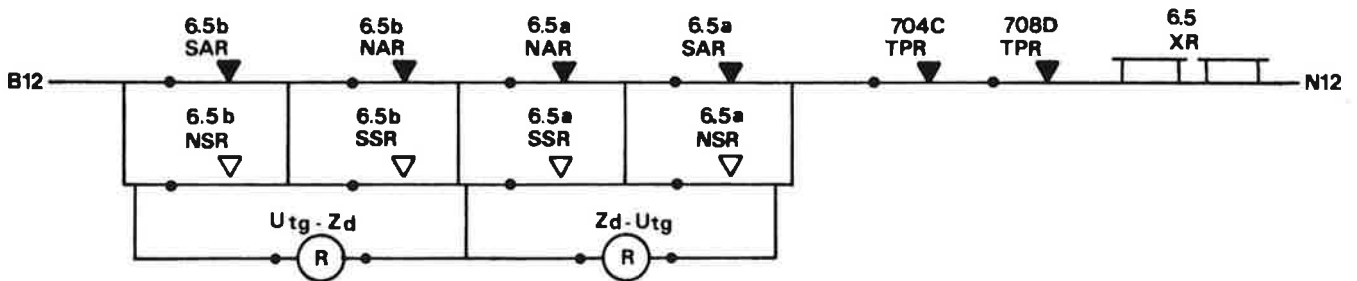 6.5b
SAR
6.5b
NAR
6.5a
NAR
6.5a
SAR
704C
TPR
708D
TPR
6.5
XR
B12
N12
6.5b
NSR
6.5b
SSR
6.5a
SSR
6.5a
NSR
Utg - Zd
Zd - Utg
R
R